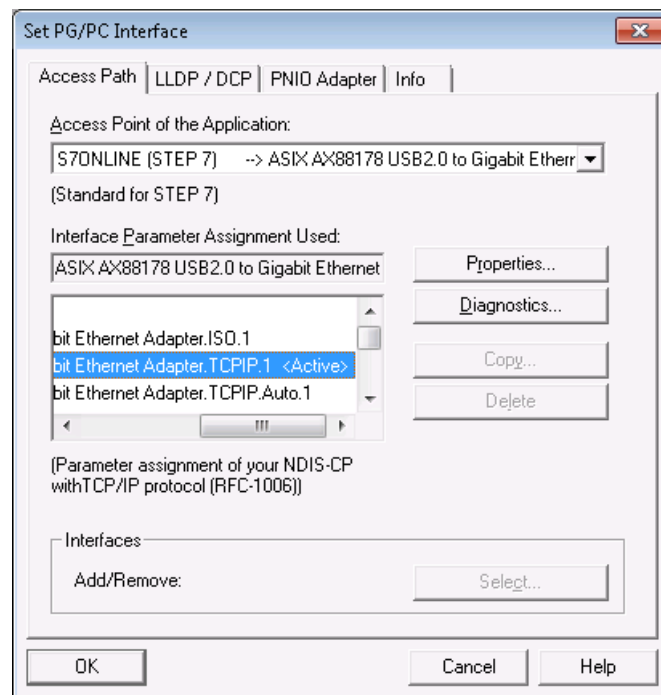 Set PG/PC Interface
Access Path LLDP / DCP PNIO Adapter Info
Access Point of the Application:
S7ONLINE (STEP 7) --> ASIX AX88178 USB2.0 to Gigabit Etherr
(Standard for STEP 7)
Interface Parameter Assignment Used:
ASIX AX88178 USB2.0 to Gigabit Ethernet
Properties...
Diagnostics...
bit Ethernet Adapter.ISO.1
bit Ethernet Adapter.TCPIP.1 <Active>
bit Ethernet Adapter.TCPIP.Auto.1
Copy...
Delete
(Parameter assignment of your NDIS-CP
withTCP/IP protocol (RFC-1006))
Interfaces
Add/Remove:
Select...
OK
Cancel
Help